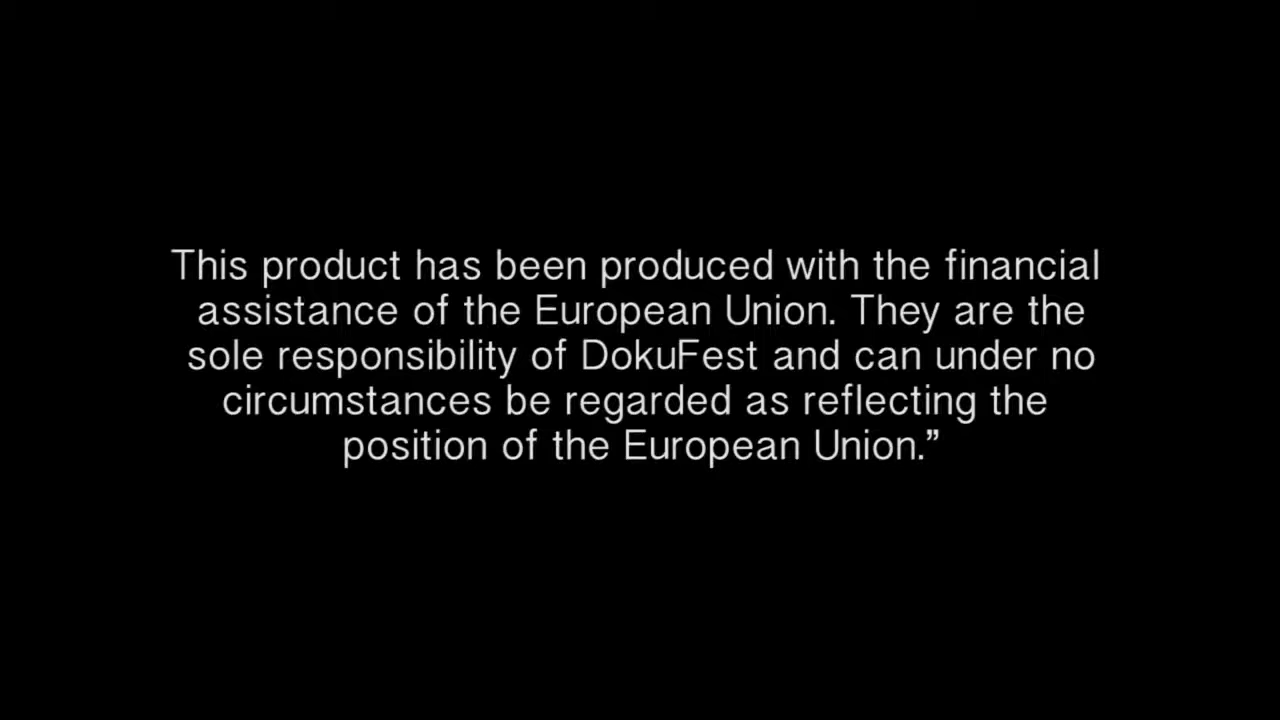 This product has been produced with the financial
assistance of the European Union. They are the
sole responsibility of DokuFest and can under no
circumstances be regarded as reflecting the
position of the European Union.”